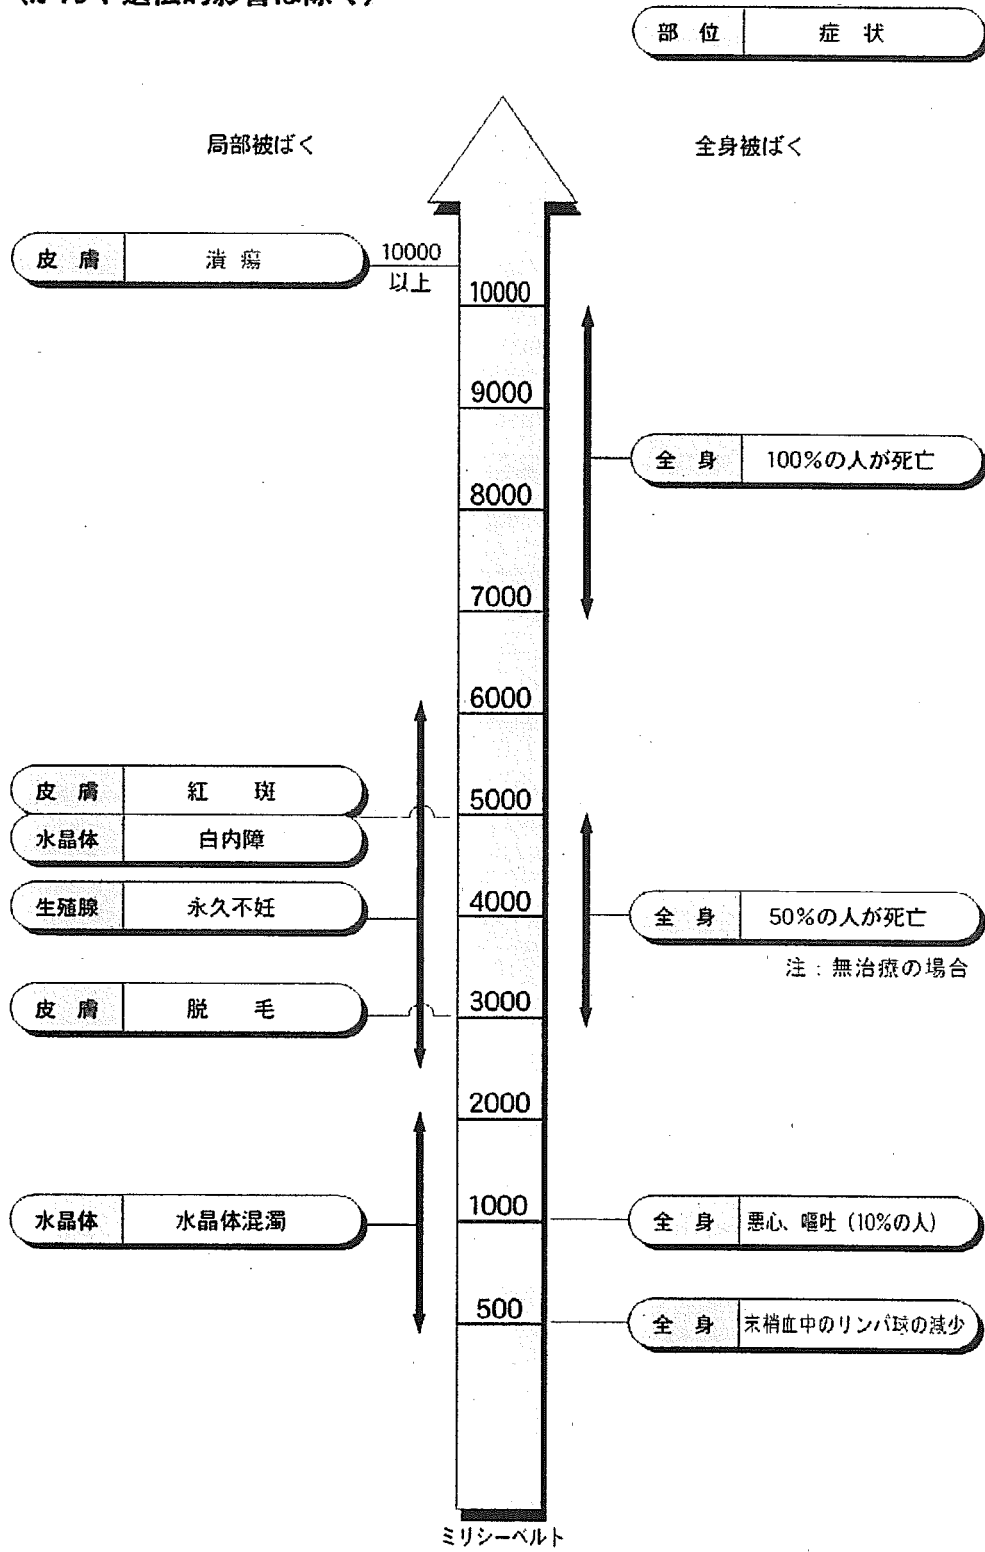 部位 症状
局部被ばく
全身被ばく
皮膚 潰瘍
10000
以上
10000
9000
全身 100%の人が死亡
8000
7000
6000
皮膚 紅斑
5000
水晶体 白内障
生殖腺 永久不妊
4000
全身 50%の人が死亡
注：無治療の場合
皮膚 脱毛
3000
2000
水晶体 水晶体混濁
1000
全身 悪心、嘔吐（10%の人）
500
全身 末梢血中のリンパ球の減少
ミリシーベルト